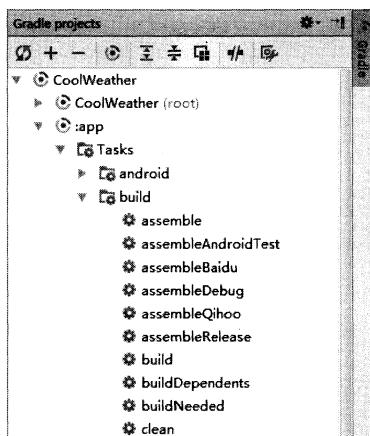 Gradle projects
Gradle
CoolWeather
CoolWeather (root)
:app
Tasks
android
build
assemble
assembleAndroidTest
assembleBaidu
assembleDebug
assembleQihoo
assembleRelease
build
buildDependents
buildNeeded
clean